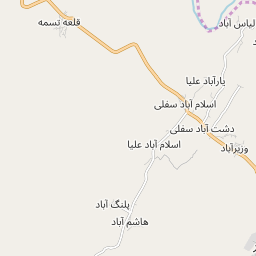 لباس آباد
قلعه تسمه
یارآباد علیا
اسلام آباد سفلی
دشت آباد سفلی
اسلام آباد علیا
وزیرآباد
پلنگ آباد
هاشم آباد